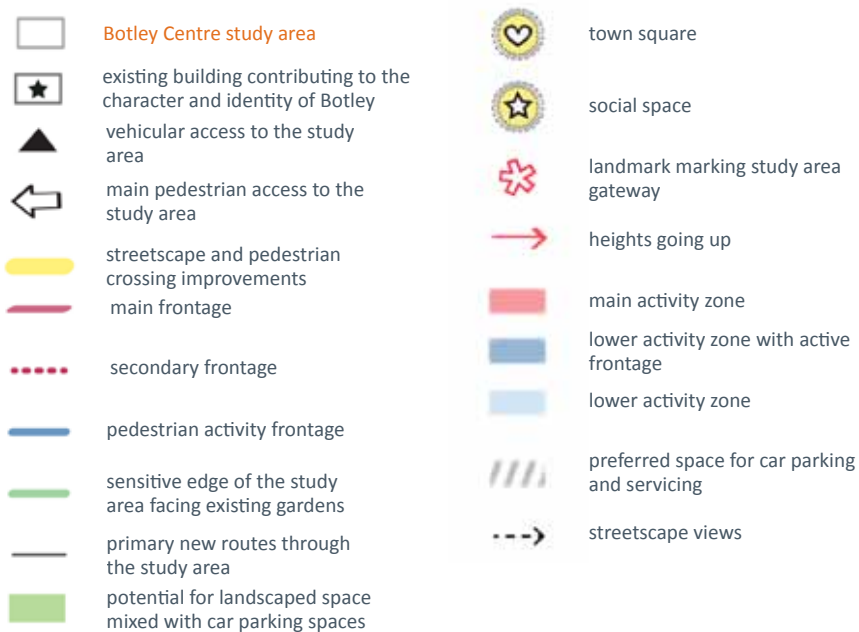 Botley Centre study area
existing building contributing to the
character and identity of Botley
vehicular access to the study
area
main pedestrian access to the
study area
streetscape and pedestrian
crossing improvements
main frontage
secondary frontage
pedestrian activity frontage
sensitive edge of the study
area facing existing gardens
primary new routes through
the study area
potential for landscaped space
mixed with car parking spaces
town square
social space
landmark marking study area
gateway
heights going up
main activity zone
lower activity zone with active
frontage
lower activity zone
preferred space for car parking
and servicing
streetscape views